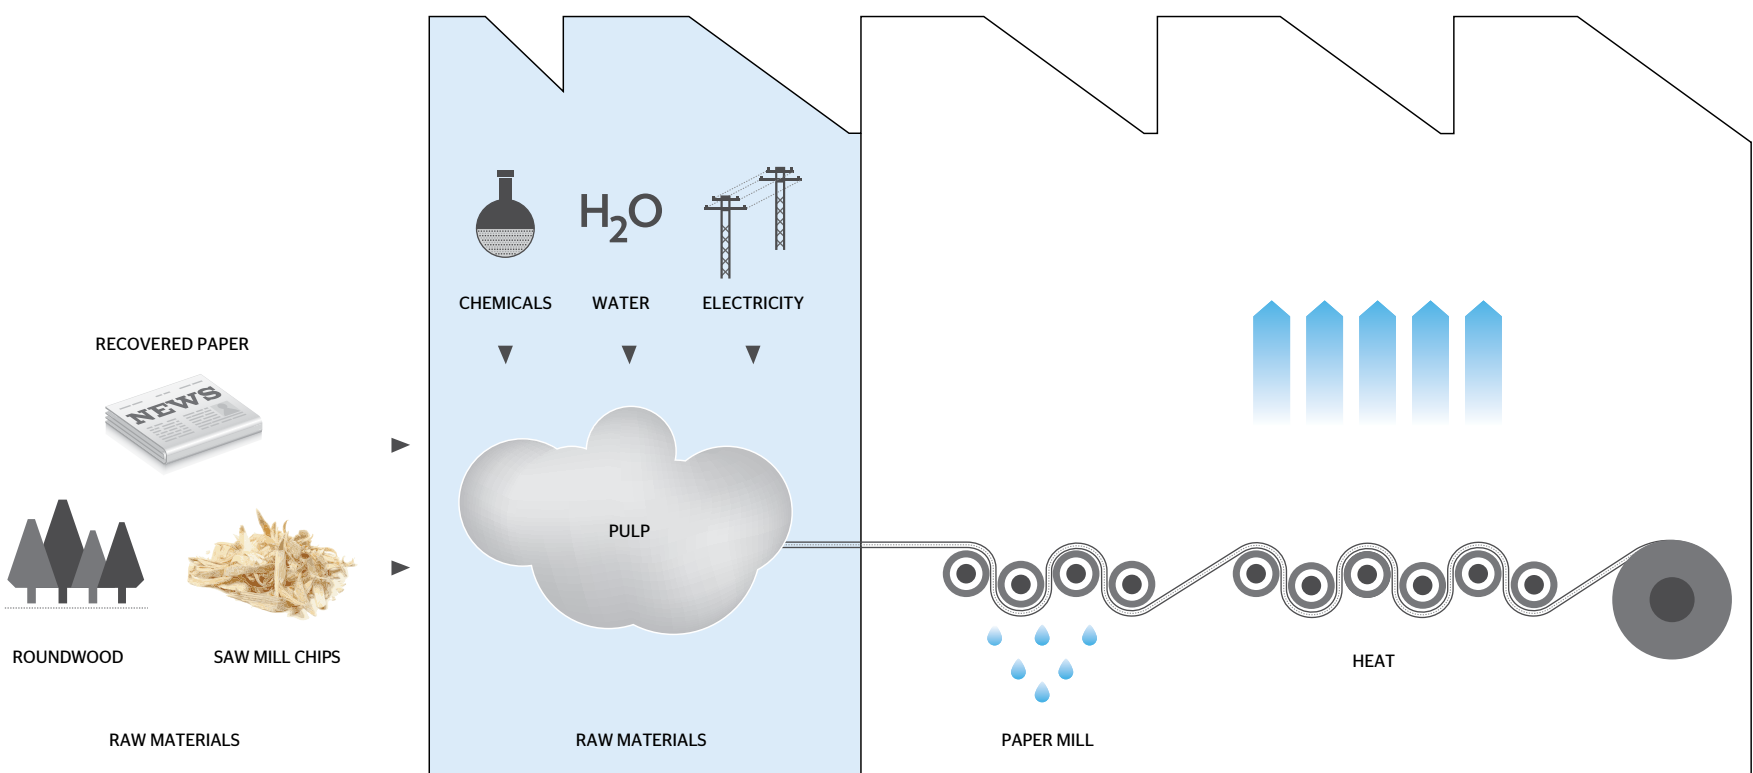 CHEMICALS
H2O
WATER
ELECTRICITY
RECOVERED PAPER
NEWS
PULP
ROUNDWOOD
SAW MILL CHIPS
HEAT
RAW MATERIALS
RAW MATERIALS
PAPER MILL